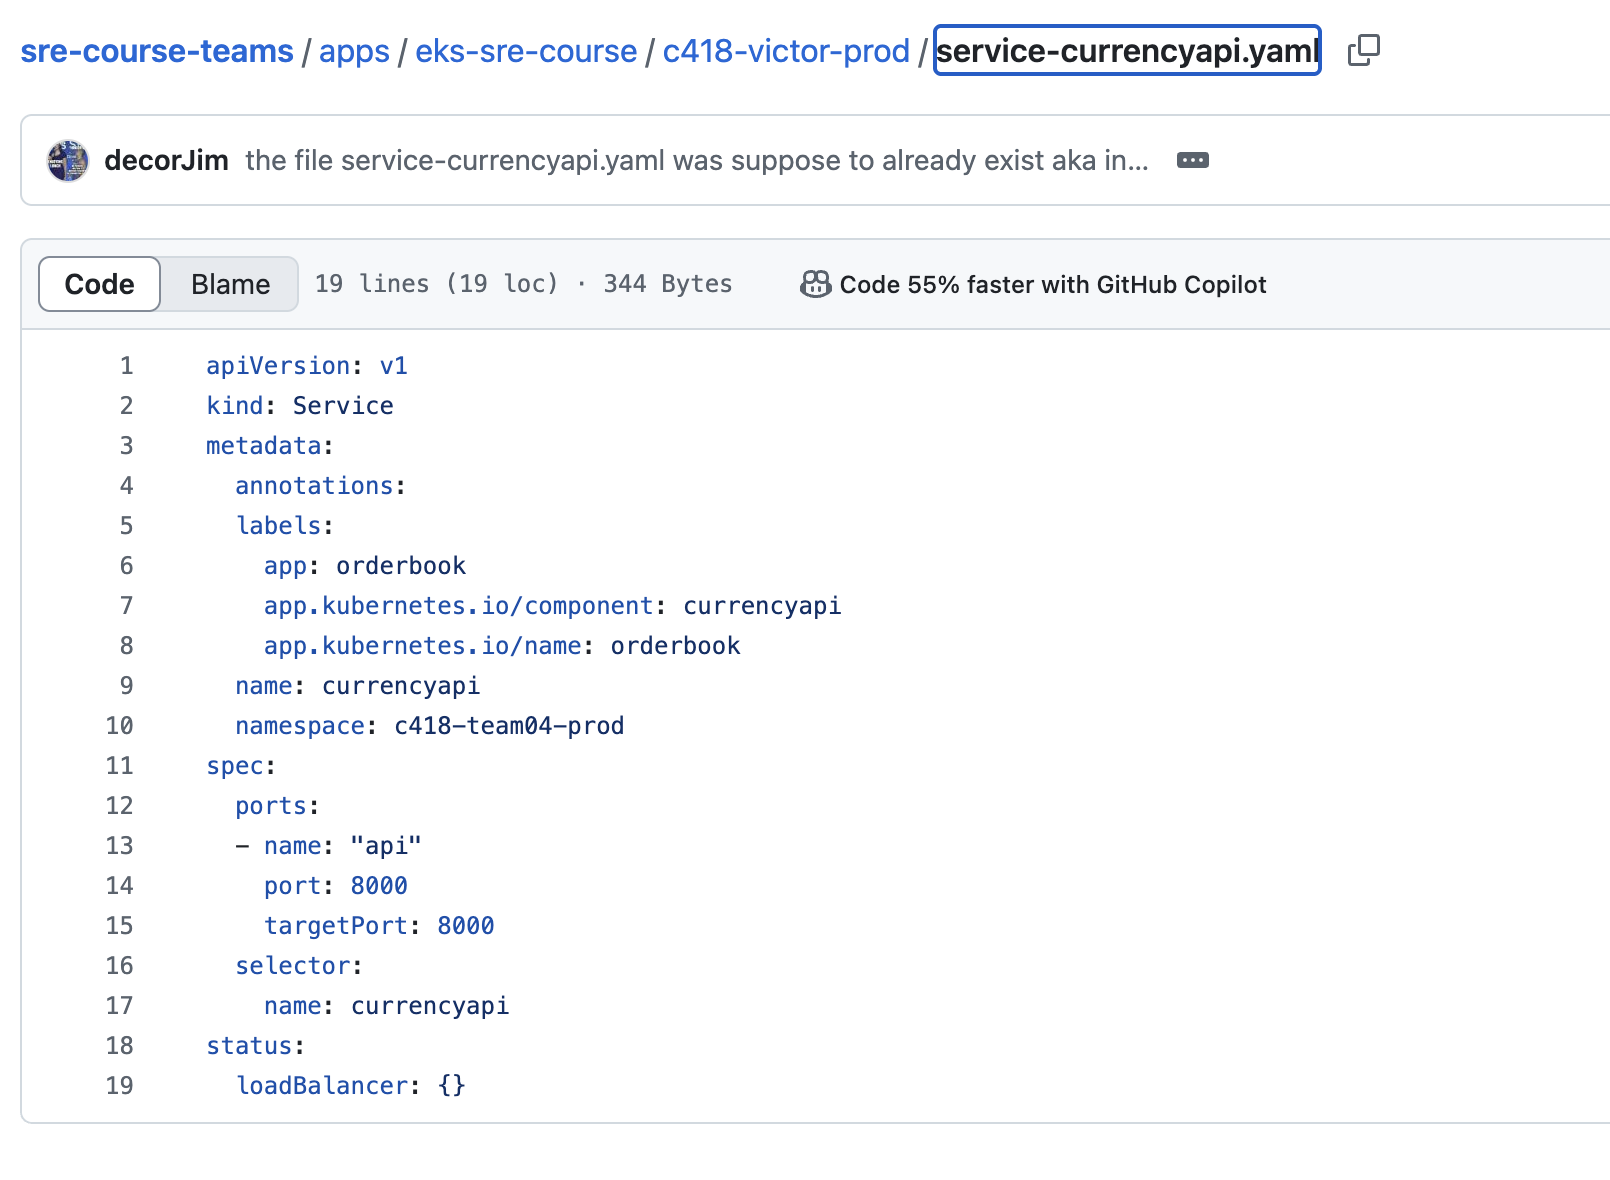 sre-course-teams / apps / eks-sre-course / c418-victor-prod / service-currencyapi.yaml
decorJim the file service-currencyapi.yaml was suppose to already exist aka in...
Code Blame 19 lines (19 loc) · 344 Bytes Code 55% faster with GitHub Copilot
1 apiVersion: v1
2 kind: Service
3 metadata:
4   annotations:
5   labels:
6     app: orderbook
7     app.kubernetes.io/component: currencyapi
8     app.kubernetes.io/name: orderbook
9   name: currencyapi
10   namespace: c418-team04-prod
11 spec:
12   ports:
13   - name: "api"
14     port: 8000
15     targetPort: 8000
16   selector:
17     name: currencyapi
18 status:
19   loadBalancer: {}